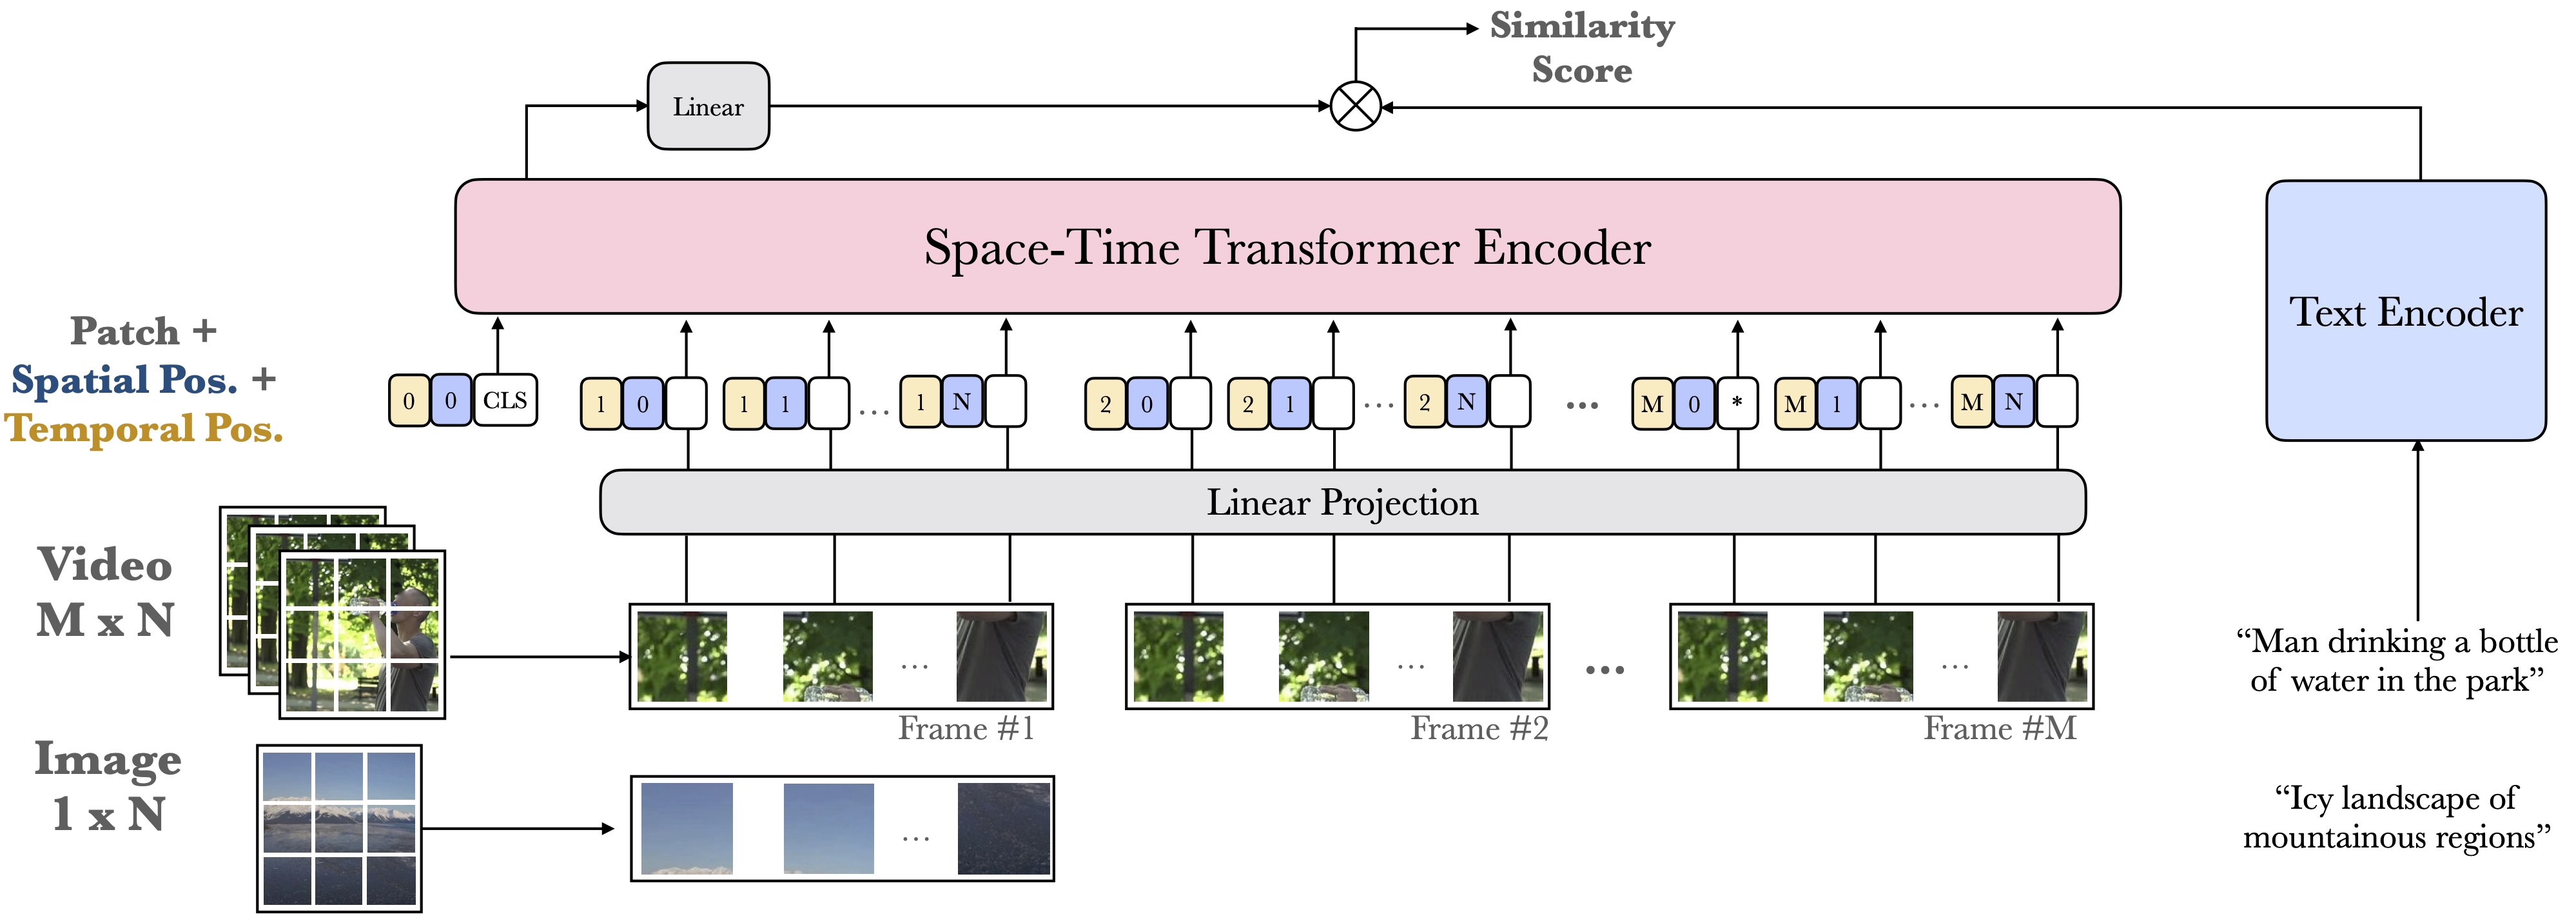 Similarity
Score
Linear
Space-Time Transformer Encoder
Text Encoder
Patch +
Spatial Pos. +
Temporal Pos.
0 0 CLS 1 0 1 1 ... 1 N 2 0 2 1 ... 2 N ... M 0 * M 1 ... M N
Linear Projection
Video
M x N
... ... ... ...
Frame #1 Frame #2 Frame #M
“Man drinking a bottle
of water in the park”
Image
1 x N
...
“Icy landscape of
mountainous regions”